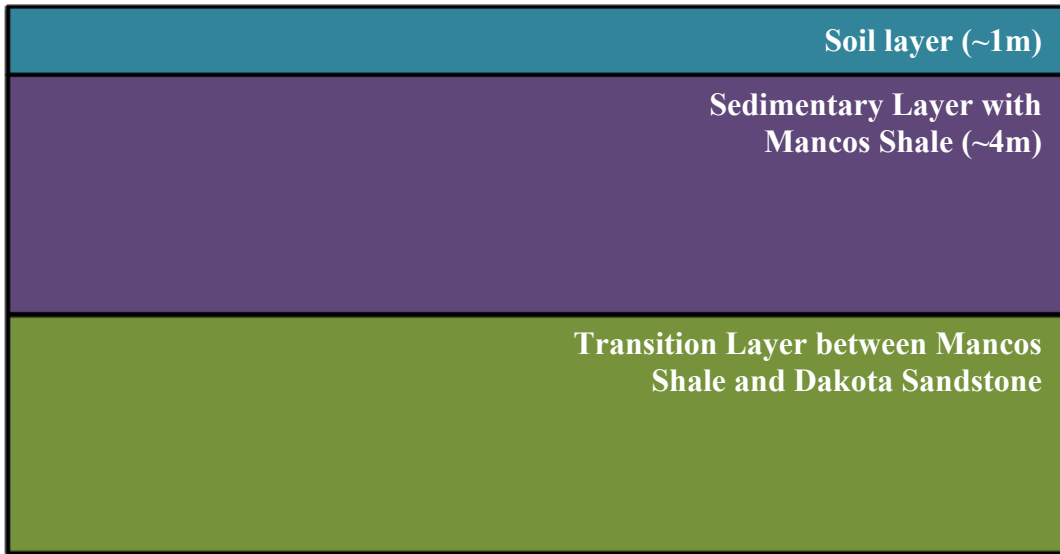 Soil layer (~1m)
Sedimentary Layer with
Mancos Shale (~4m)
Transition Layer between Mancos
Shale and Dakota Sandstone